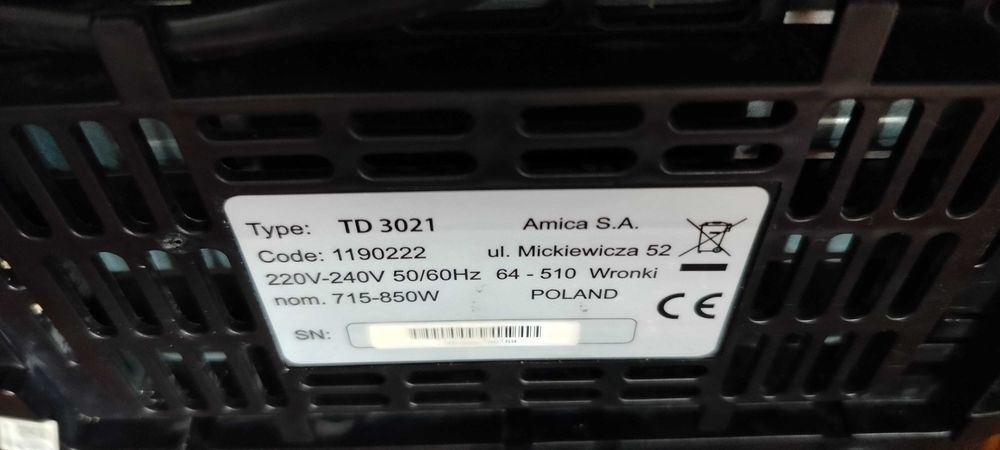 Type: TD 3021 Amica S.A.
Code: 1190222 ul. Mickiewicza 52
220V-240V 50/60Hz 64 - 510 Wronki
nom. 715-850W POLAND
CE
SN: